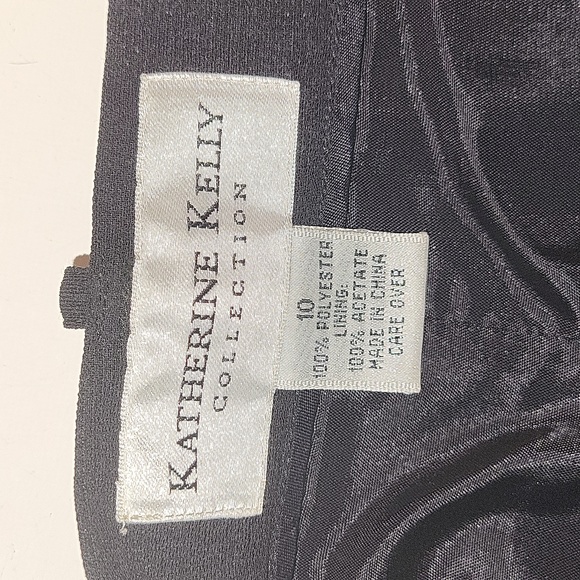 KATHERINE KELLY
COLLECTION
10
100% POLYESTER
LINING:
100% ACETATE
MADE IN CHINA
CARE OVER